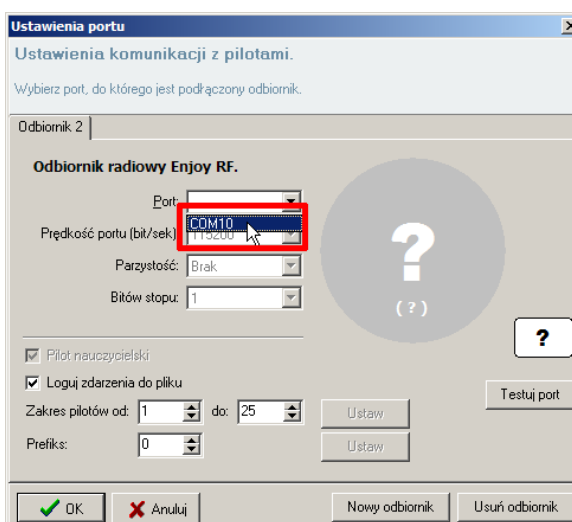 Ustawienia portu
Ustawienia komunikacji z pilotami.
Wybierz port, do którego jest podłączony odbiornik.
Odbiornik 2
Odbiornik radiowy Enjoy RF.
Port:
COM10
Prędkość portu (bit/sek) 115200
Parzystość: Brak
Bitów stopu: 1
?
( ? )
?
Pilot nauczycielski
Loguj zdarzenia do pliku
Testuj port
Zakres pilotów od: 1 do: 25 Ustaw
Prefiks: 0 Ustaw
OK Anuluj Nowy odbiornik Usuń odbiornik